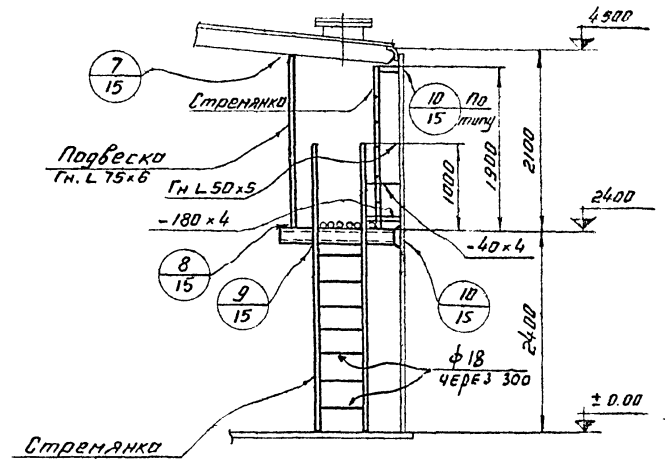 4500
7
15
Стремянка
10
15
По
типу
Подвеска
Гн. L 75×6
Гн L 50×5
1000
1900
2100
-180×4
2400
-40×4
8
15
9
15
10
15
2400
ϕ18
через 300
± 0.00
Стремянка